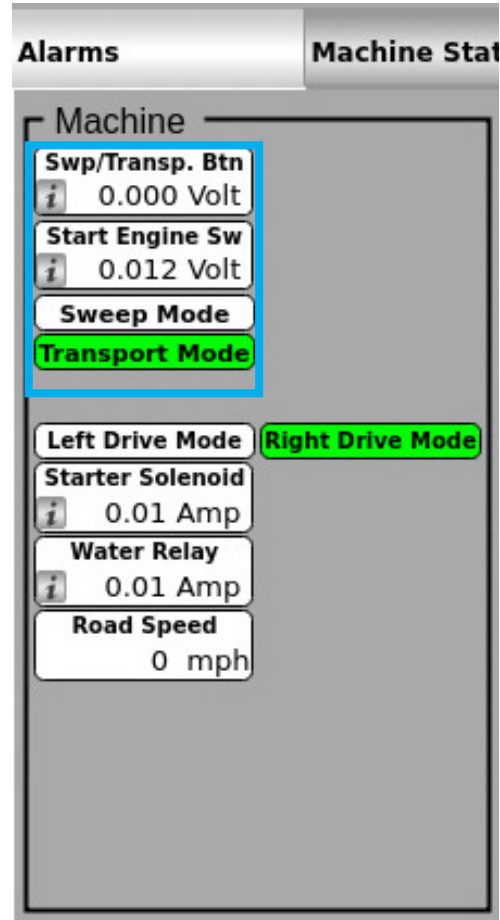 Alarms
Machine Stat
Machine
Swp/Transp. Btn
i 0.000 Volt
Start Engine Sw
i 0.012 Volt
Sweep Mode
Transport Mode
Left Drive Mode Right Drive Mode
Starter Solenoid
i 0.01 Amp
Water Relay
i 0.01 Amp
Road Speed
0 mph